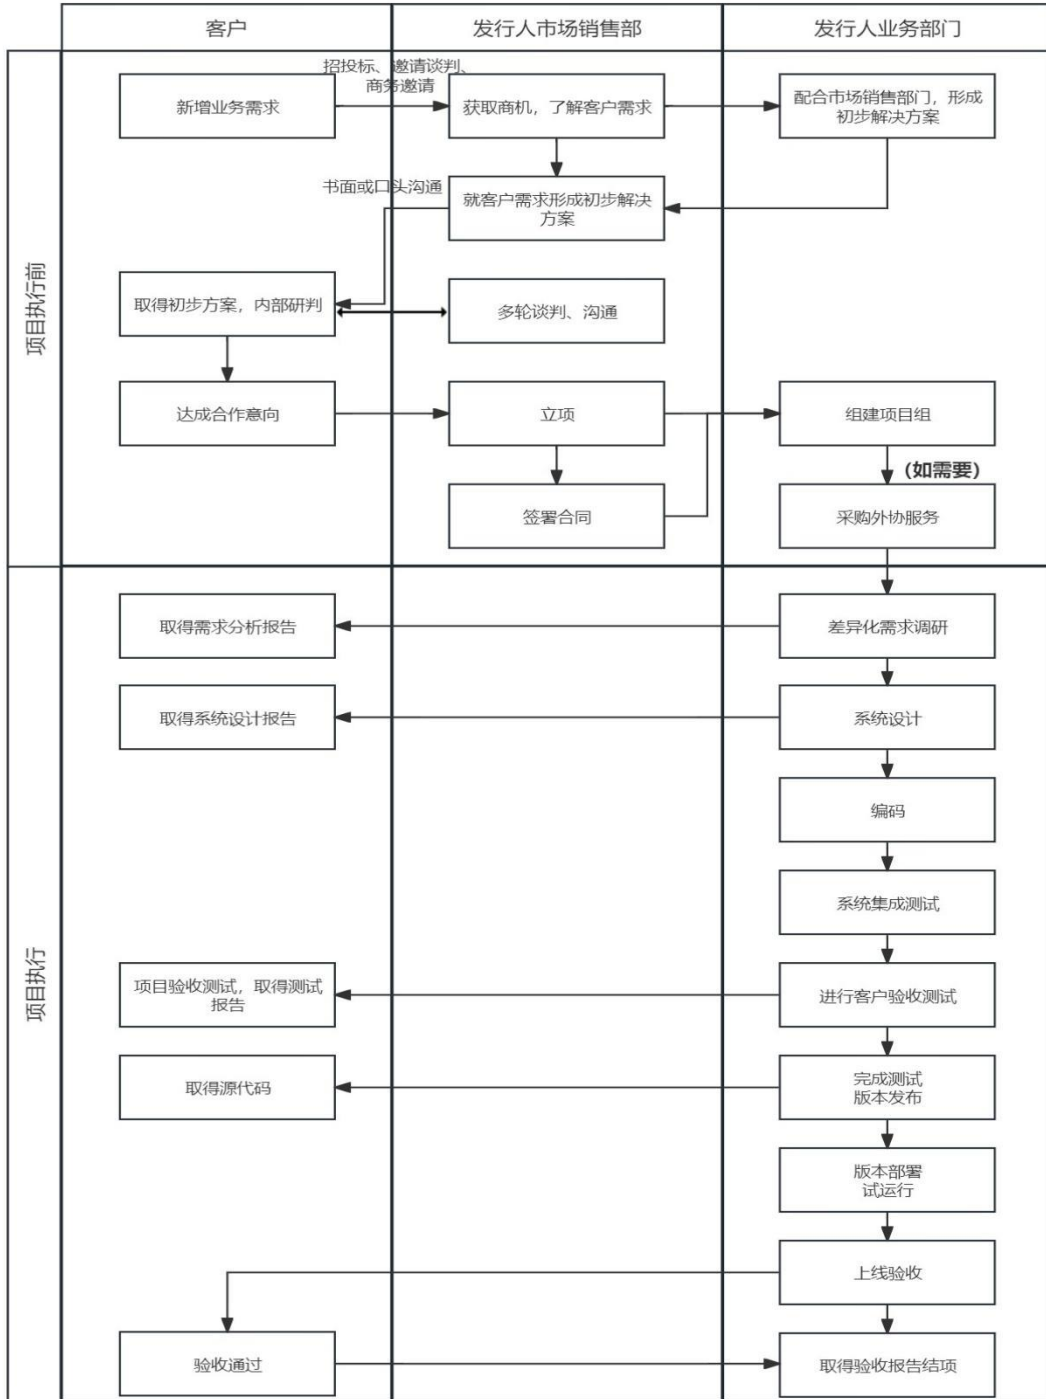 客户
发行人市场销售部
发行人业务部门
项目执行前
招投标、邀请谈判、
商务邀请
新增业务需求
获取商机，了解客户需求
配合市场销售部门，形成
初步解决方案
书面或口头沟通
就客户需求形成初步解决
方案
取得初步方案，内部研判
多轮谈判、沟通
达成合作意向
立项
组建项目组
（如需要）
签署合同
采购外协服务
项目执行
取得需求分析报告
差异化需求调研
取得系统设计报告
系统设计
编码
系统集成测试
项目验收测试，取得测试
报告
进行客户验收测试
取得源代码
完成测试
版本发布
版本部署
试运行
上线验收
验收通过
取得验收报告结项